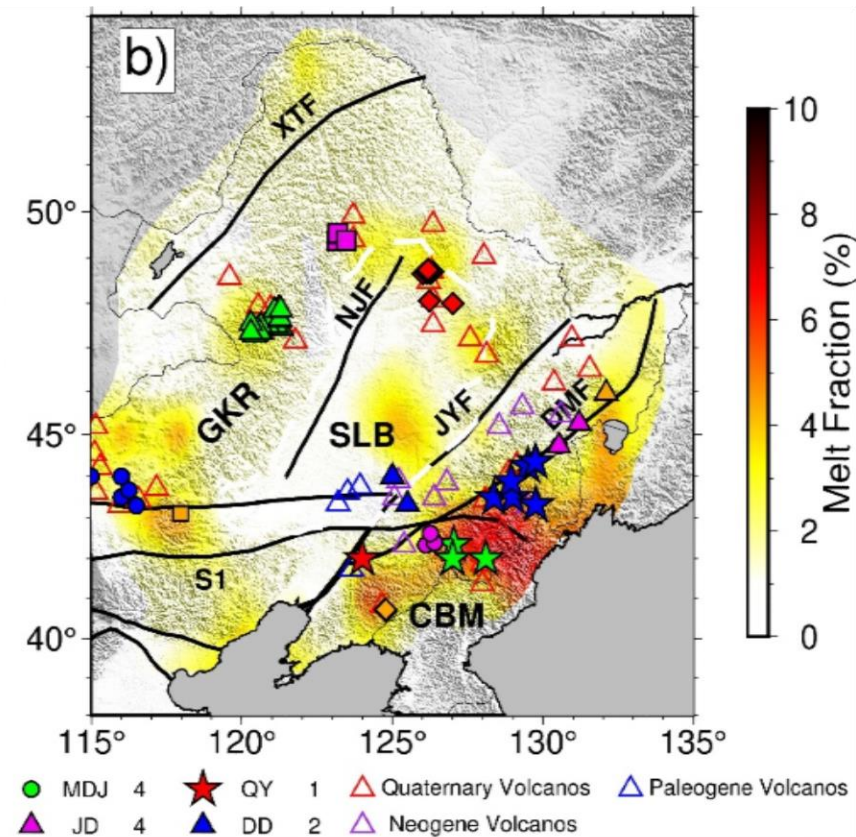 b)
XTF
50°
NJF
GKR
JYF
DMF
SLB
45°
S1
CBM
40°
115° 120° 125° 130° 135°
10
8
6
4
2
0
Melt Fraction (%)
MDJ 4 QY 1 Quaternary Volcanos Paleogene Volcanos
JD 4 DD 2 Neogene Volcanos